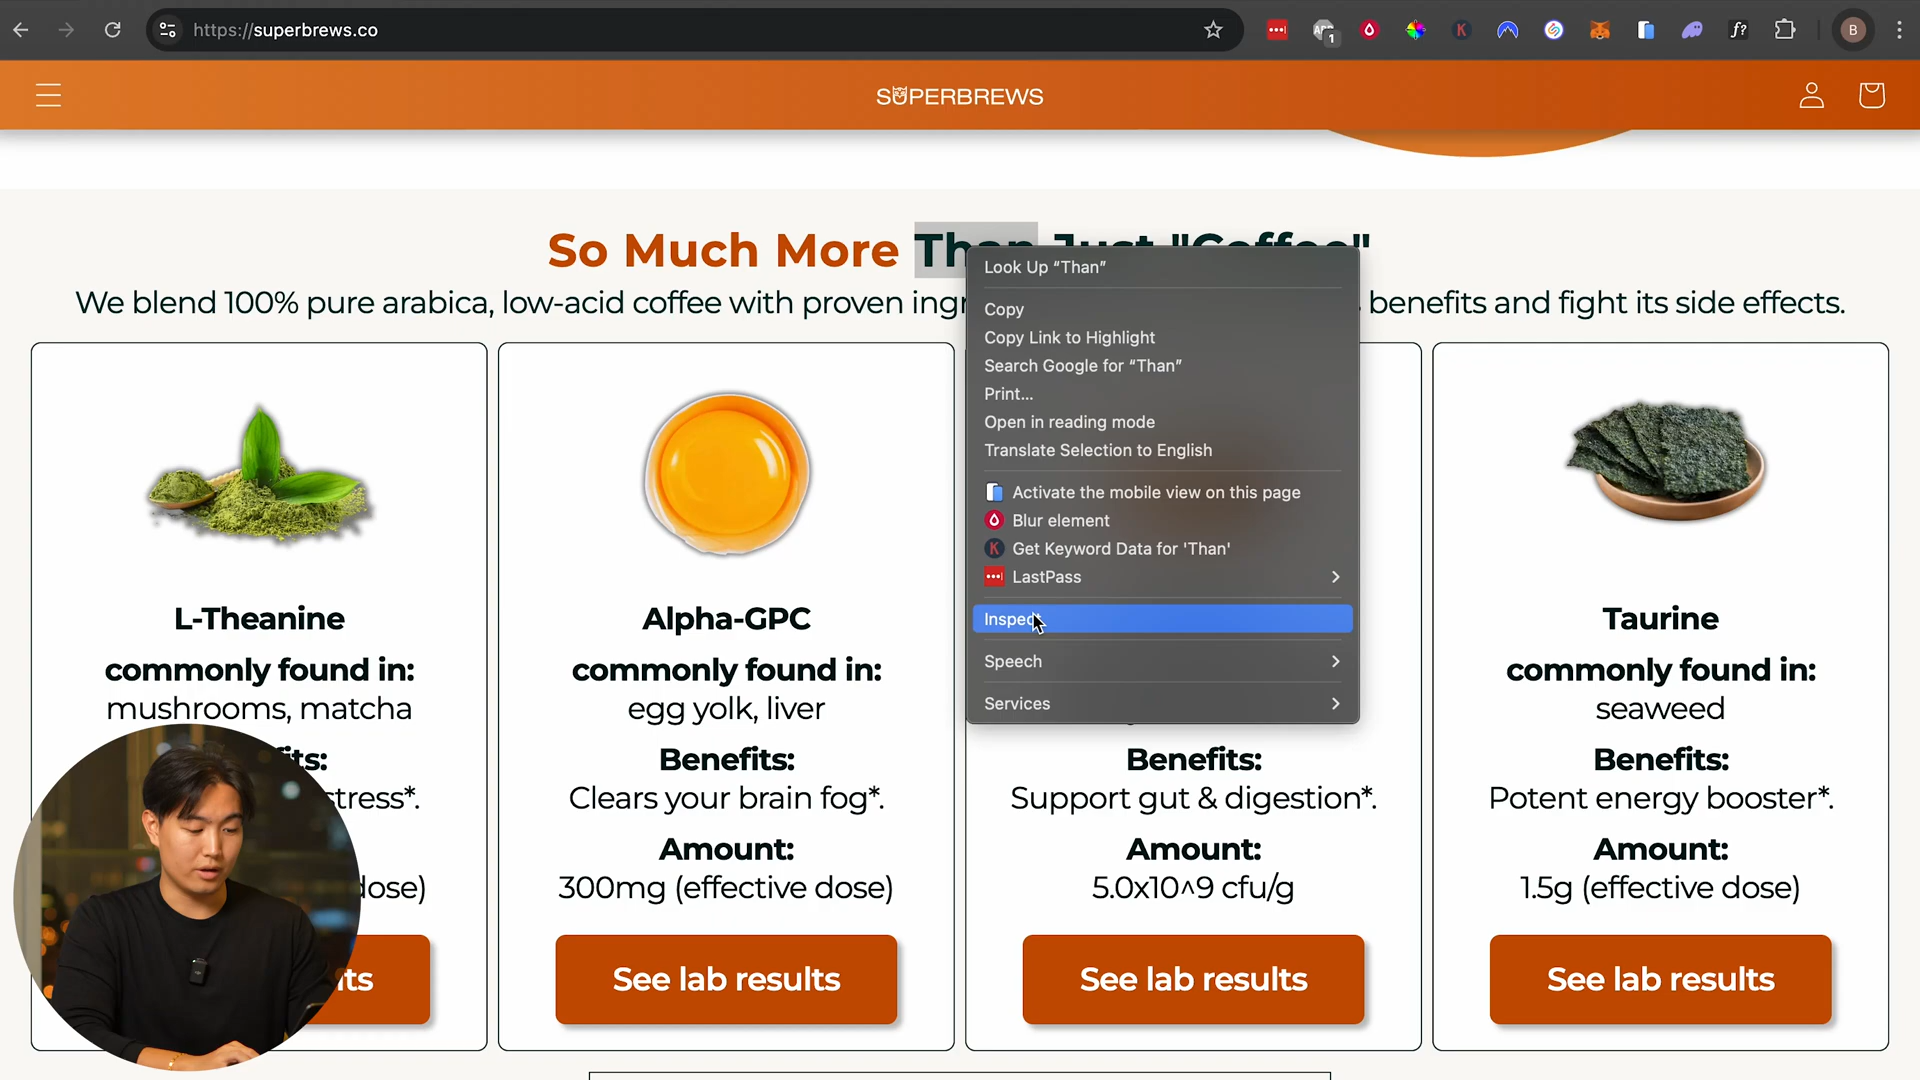 https://superbrews.co
1
K
f?
B
SUPERBREWS
So Much More Than Just "Coffee"
We blend 100% pure arabica, low-acid coffee with proven ingr
benefits and fight its side effects.
Look Up “Than”
Copy
Copy Link to Highlight
Search Google for “Than”
Print...
Open in reading mode
Translate Selection to English
Activate the mobile view on this page
Blur element
K Get Keyword Data for 'Than'
LastPass
Inspect
Speech
Services
L-Theanine
commonly found in:
mushrooms, matcha
its:
stress*.
dose)
lts
Alpha-GPC
commonly found in:
egg yolk, liver
Benefits:
Clears your brain fog*.
Amount:
300mg (effective dose)
See lab results
Benefits:
Support gut & digestion*.
Amount:
5.0x10^9 cfu/g
See lab results
Taurine
commonly found in:
seaweed
Benefits:
Potent energy booster*.
Amount:
1.5g (effective dose)
See lab results